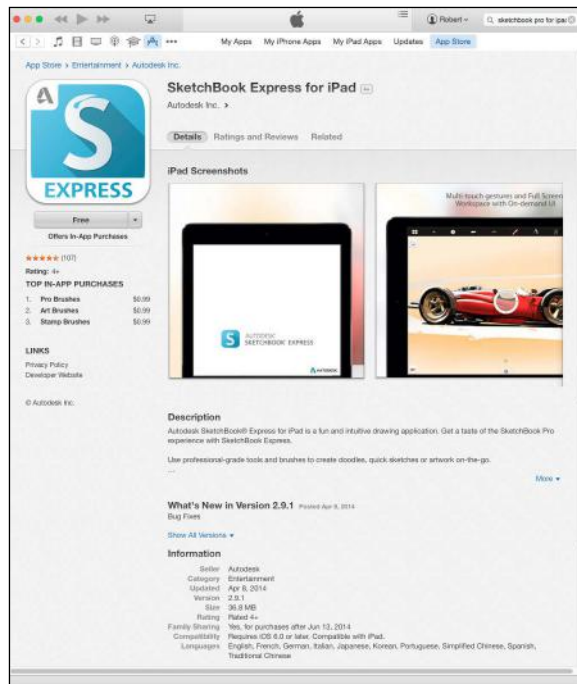 Robert
sketchbook pro for ipa
My Apps
My iPhone Apps
My iPad Apps
Updates
App Store
App Store > Entertainment > Autodesk Inc.
SketchBook Express for iPad
Autodesk Inc. >
Details
Ratings and Reviews
Related
A
S
EXPRESS
Free
Offers In-App Purchases
★★★★★ (107)
Rating: 4+
TOP IN-APP PURCHASES
1. Pro Brushes $0.99
2. Art Brushes $0.99
3. Stamp Brushes $0.99
LINKS
Privacy Policy
Developer Website
© Autodesk Inc.
iPad Screenshots
S
AUTODESK
SKETCHBOOK EXPRESS
AUTODESK
Multi-touch gestures and Full Screen
Workspace with On-demand UI
Description
Autodesk SketchBook® Express for iPad is a fun and intuitive drawing application. Get a taste of the SketchBook Pro
experience with SketchBook Express.
Use professional-grade tools and brushes to create doodles, quick sketches or artwork on-the-go.
...
More
What's New in Version 2.9.1 Posted Apr 8, 2014
Bug Fixes
Show All Versions
Information
Seller Autodesk
Category Entertainment
Updated Apr 8, 2014
Version 2.9.1
Size 36.8 MB
Rating Rated 4+
Family Sharing Yes, for purchases after Jun 13, 2014
Compatibility Requires iOS 6.0 or later. Compatible with iPad.
Languages English, French, German, Italian, Japanese, Korean, Portuguese, Simplified Chinese, Spanish,
Traditional Chinese